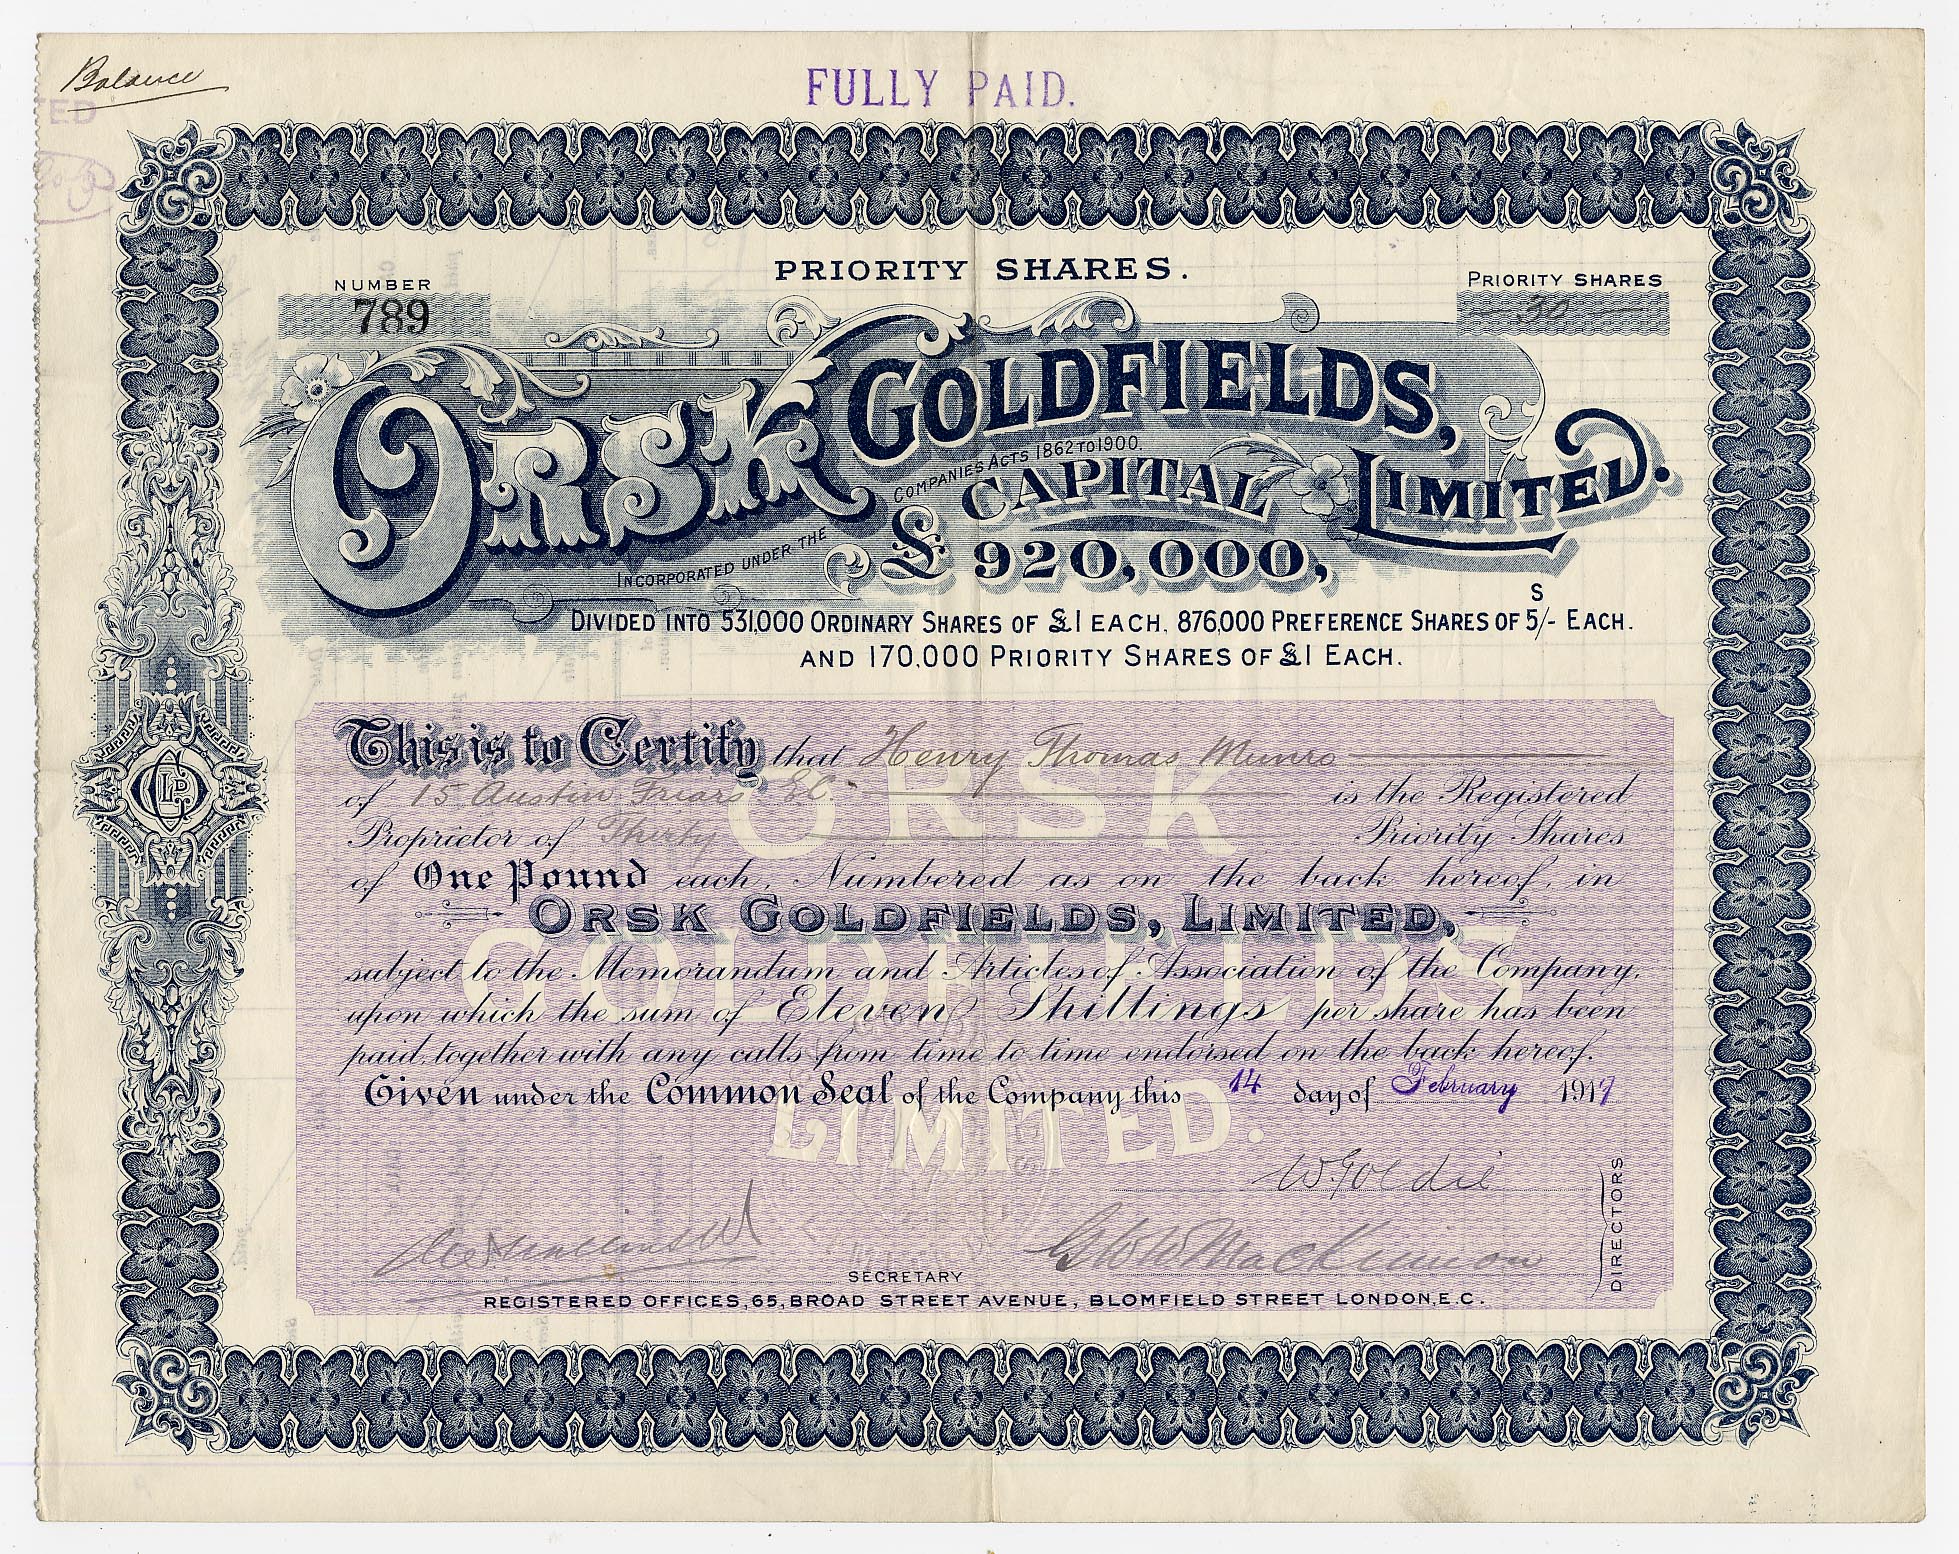 Balance
FULLY PAID.
TED
PRIORITY SHARES.
NUMBER
789
PRIORITY SHARES
30
ORSK GOLDFIELDS, LIMITED.
INCORPORATED UNDER THE COMPANIES ACTS 1862 TO 1900.
CAPITAL
£920,000,
DIVIDED INTO 531,000 ORDINARY SHARES OF £1 EACH, 876,000 PREFERENCE SHARES OF 5/- EACH.
S
AND 170,000 PRIORITY SHARES OF £1 EACH.
This is to Certify that Henry Thomas Munro
of 15 Austin Friars E.C. is the Registered
Proprietor of Thirty Priority Shares
of One Pound each, Numbered as on the back hereof, in
ORSK GOLDFIELDS, LIMITED,
subject to the Memorandum and Articles of Association of the Company,
upon which the sum of Eleven Shillings per share has been
paid, together with any calls from time to time endorsed on the back hereof.
Given under the Common Seal of the Company this 14 day of February 1917
ORSK
GOLDFIELDS
LIMITED.
W. Goldie
MacKinnon
DIRECTORS
SECRETARY
REGISTERED OFFICES, 65, BROAD STREET AVENUE, BLOMFIELD STREET LONDON, E.C.